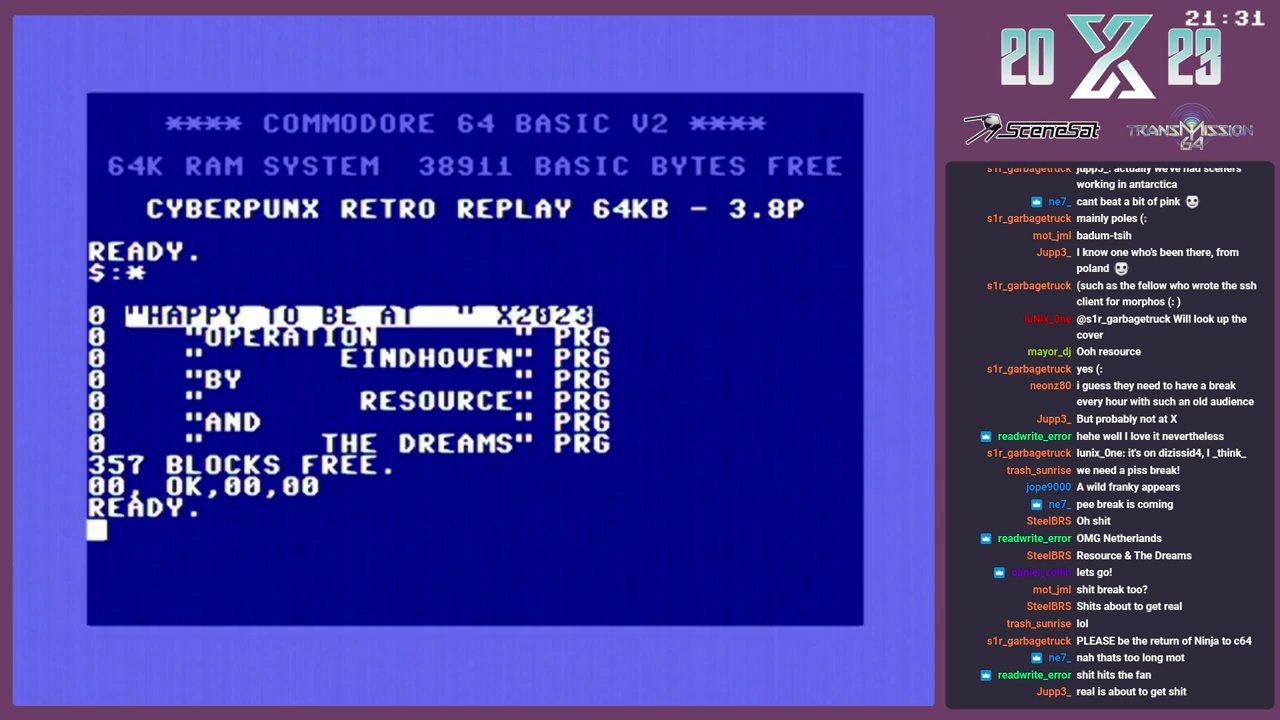 **** COMMODORE 64 BASIC V2 ****
64K RAM SYSTEM  38911 BASIC BYTES FREE
CYBERPUNX RETRO REPLAY 64KB - 3.8P
READY.
$:*
0 "HAPPY TO BE AT  " X2023
0    "OPERATION       " PRG
0    "       EINDHOVEN" PRG
0    "BY              " PRG
0    "        RESOURCE" PRG
0    "AND             " PRG
0    "      THE DREAMS" PRG
357 BLOCKS FREE.
00, OK,00,00
READY.
21:31
20 X 23
SCENESAT
TRANSMISSION 64
s1r_garbagetruck jupp3_: actually we've had sceners
working in antarctica
ne7_ cant beat a bit of pink
s1r_garbagetruck mainly poles (:
mot_jml badum-tsih
Jupp3_ I know one who's been there, from
poland
s1r_garbagetruck (such as the fellow who wrote the ssh
client for morphos (: )
luNix_0ne @s1r_garbagetruck Will look up the
cover
mayor_dj Ooh resource
s1r_garbagetruck yes (:
neonz80 i guess they need to have a break
every hour with such an old audience
Jupp3_ But probably not at X
readwrite_error hehe well I love it nevertheless
s1r_garbagetruck lunix_0ne: it's on dizissid4, I _think_
trash_sunrise we need a piss break!
jope9000 A wild franky appears
ne7_ pee break is coming
SteelBRS Oh shit
readwrite_error OMG Netherlands
SteelBRS Resource & The Dreams
lets go!
mot_jml shit break too?
SteelBRS Shits about to get real
trash_sunrise lol
s1r_garbagetruck PLEASE be the return of Ninja to c64
ne7_ nah thats too long mot
readwrite_error shit hits the fan
Jupp3_ real is about to get shit